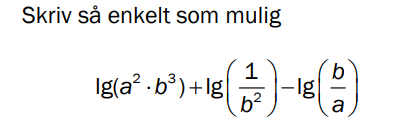 Skriv så enkelt som mulig
lg(a² · b³) + lg(1/b²) − lg(b/a)